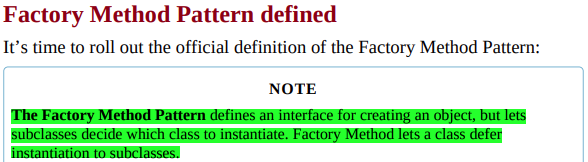 Factory Method Pattern defined
It’s time to roll out the official definition of the Factory Method Pattern:
NOTE
The Factory Method Pattern defines an interface for creating an object, but lets
subclasses decide which class to instantiate. Factory Method lets a class defer
instantiation to subclasses.